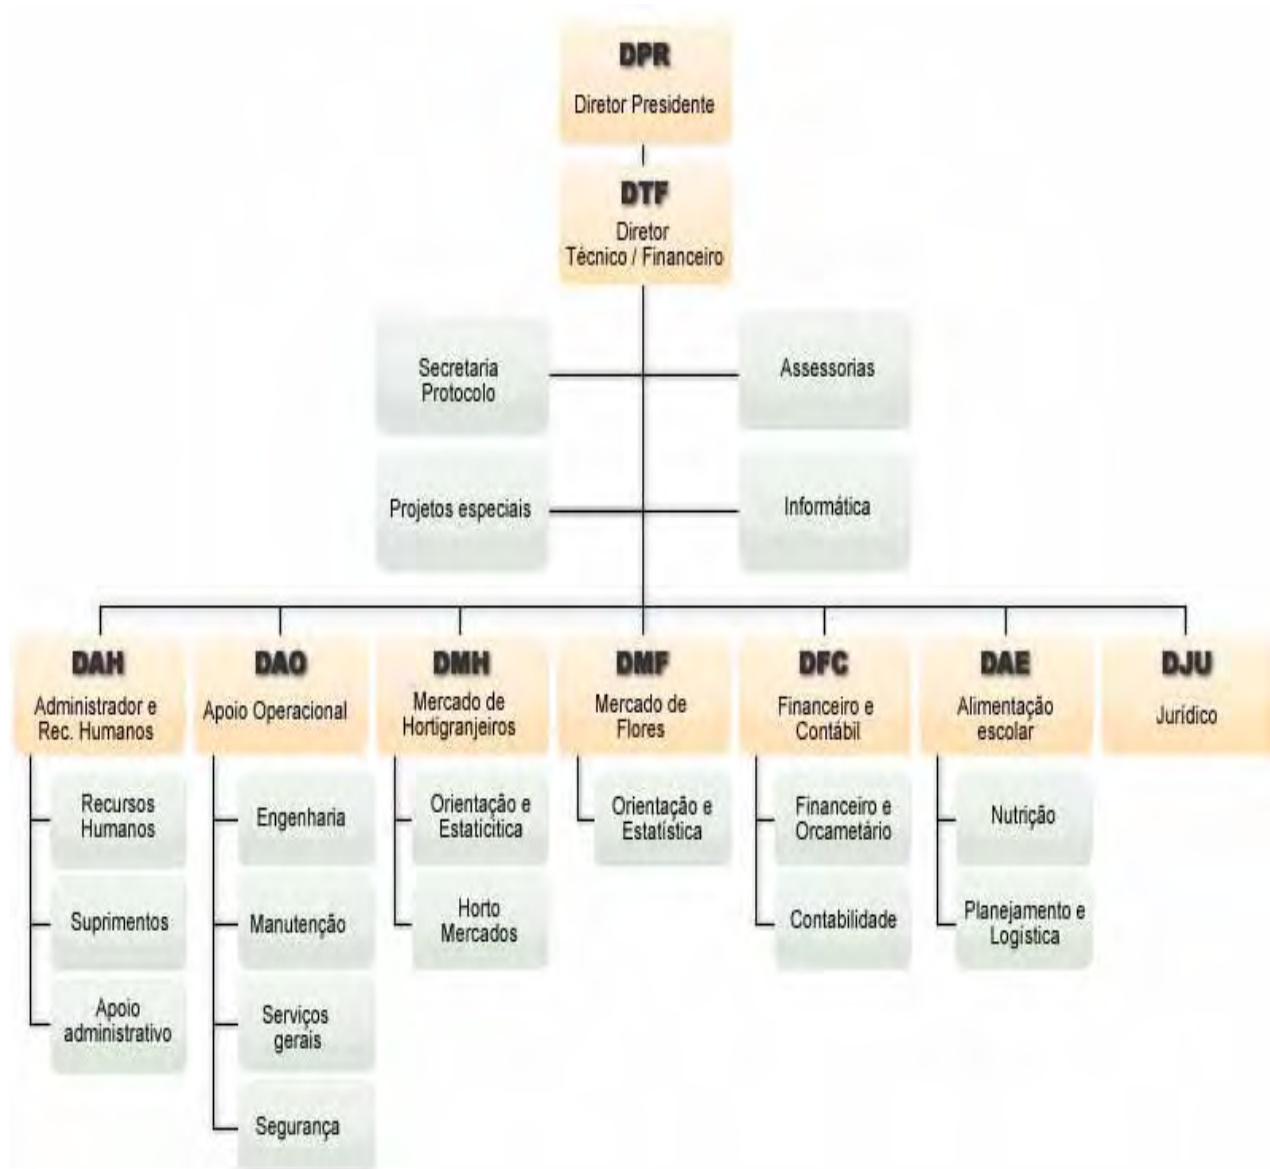 DPR
Diretor Presidente
DTF
Diretor
Técnico / Financeiro
Secretaria
Protocolo
Assessorias
Projetos especiais
Informática
DAH
Administrador e
Rec. Humanos
DAO
Apoio Operacional
DMH
Mercado de
Hortigranjeiros
DMF
Mercado de
Flores
DFC
Financeiro e
Contábil
DAE
Alimentação
escolar
DJU
Jurídico
Recursos
Humanos
Suprimentos
Apoio
administrativo
Engenharia
Manutenção
Serviços
gerais
Segurança
Orientação e
Estaticitica
Horto
Mercados
Orientação e
Estatística
Financeiro e
Orcametário
Contabilidade
Nutrição
Planejamento e
Logística